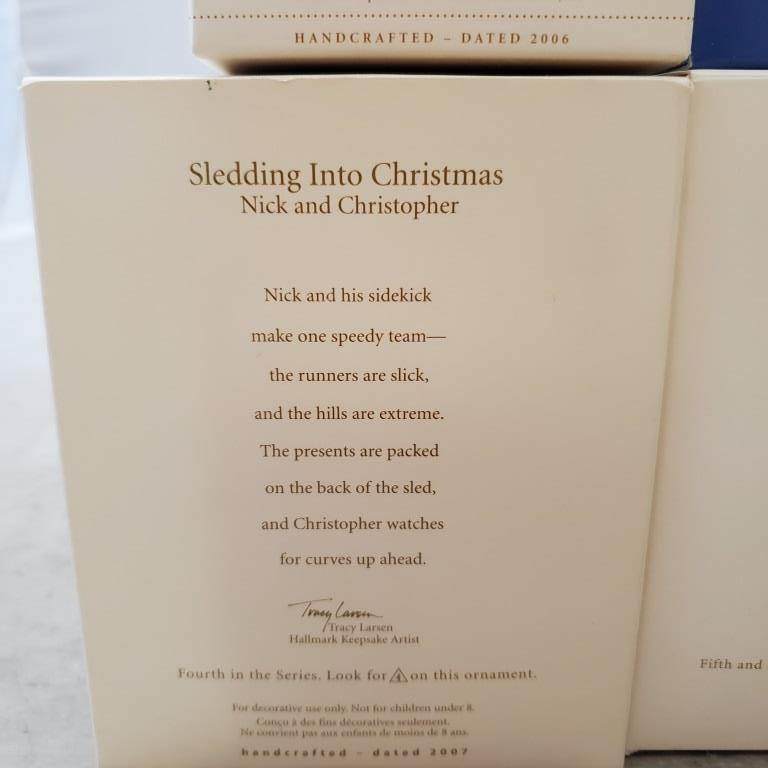 HANDCRAFTED – DATED 2006
Sledding Into Christmas
Nick and Christopher
Nick and his sidekick
make one speedy team—
the runners are slick,
and the hills are extreme.
The presents are packed
on the back of the sled,
and Christopher watches
for curves up ahead.
Tracy Larsen
Tracy Larsen
Hallmark Keepsake Artist
Fourth in the Series. Look for 4 on this ornament.
For decorative use only. Not for children under 8.
Conçu à des fins décoratives seulement.
Ne convient pas aux enfants de moins de 8 ans.
handcrafted – dated 2007
Fifth and